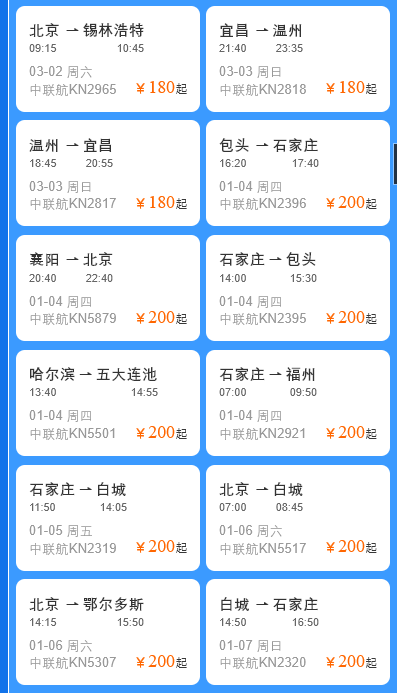 北京 ⇀ 锡林浩特
09:15 10:45
03-02 周六
中联航KN2965 ¥180起
宜昌 ⇀ 温州
21:40 23:35
03-03 周日
中联航KN2818 ¥180起
温州 ⇀ 宜昌
18:45 20:55
03-03 周日
中联航KN2817 ¥180起
包头 ⇀ 石家庄
16:20 17:40
01-04 周四
中联航KN2396 ¥200起
襄阳 ⇀ 北京
20:40 22:40
01-04 周四
中联航KN5879 ¥200起
石家庄 ⇀ 包头
14:00 15:30
01-04 周四
中联航KN2395 ¥200起
哈尔滨 ⇀ 五大连池
13:40 14:55
01-04 周四
中联航KN5501 ¥200起
石家庄 ⇀ 福州
07:00 09:50
01-04 周四
中联航KN2921 ¥200起
石家庄 ⇀ 白城
11:50 14:05
01-05 周五
中联航KN2319 ¥200起
北京 ⇀ 白城
07:00 08:45
01-06 周六
中联航KN5517 ¥200起
北京 ⇀ 鄂尔多斯
14:15 15:50
01-06 周六
中联航KN5307 ¥200起
白城 ⇀ 石家庄
14:50 16:50
01-07 周日
中联航KN2320 ¥200起